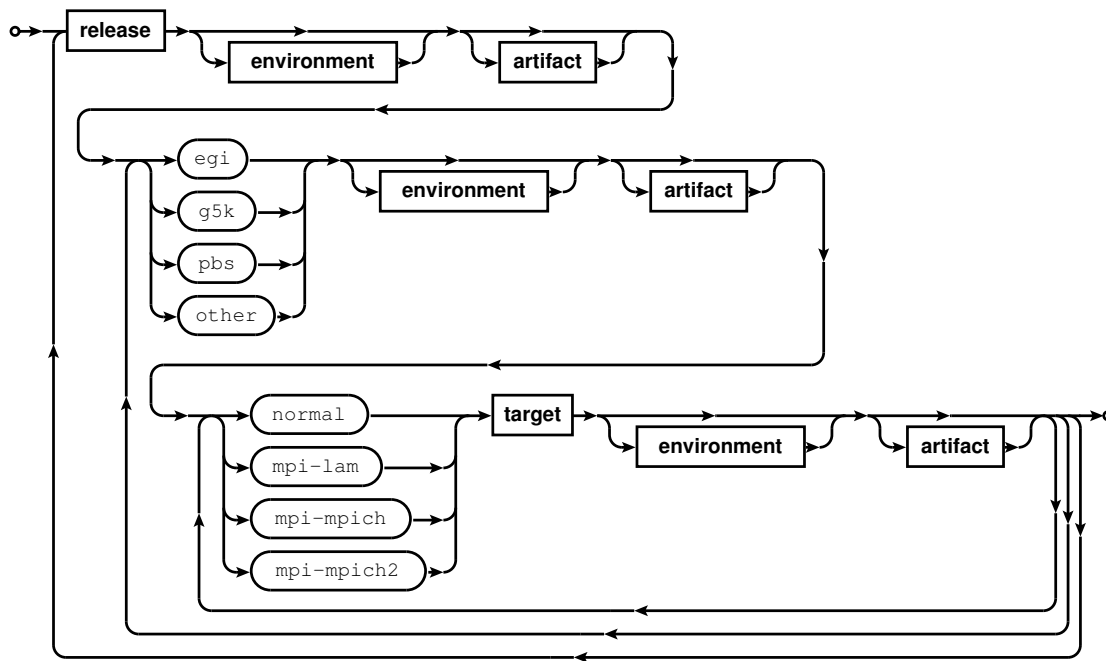 release
environment
artifact
egi
environment
artifact
g5k
pbs
other
normal
target
environment
artifact
mpi-lam
mpi-mpich
mpi-mpich2